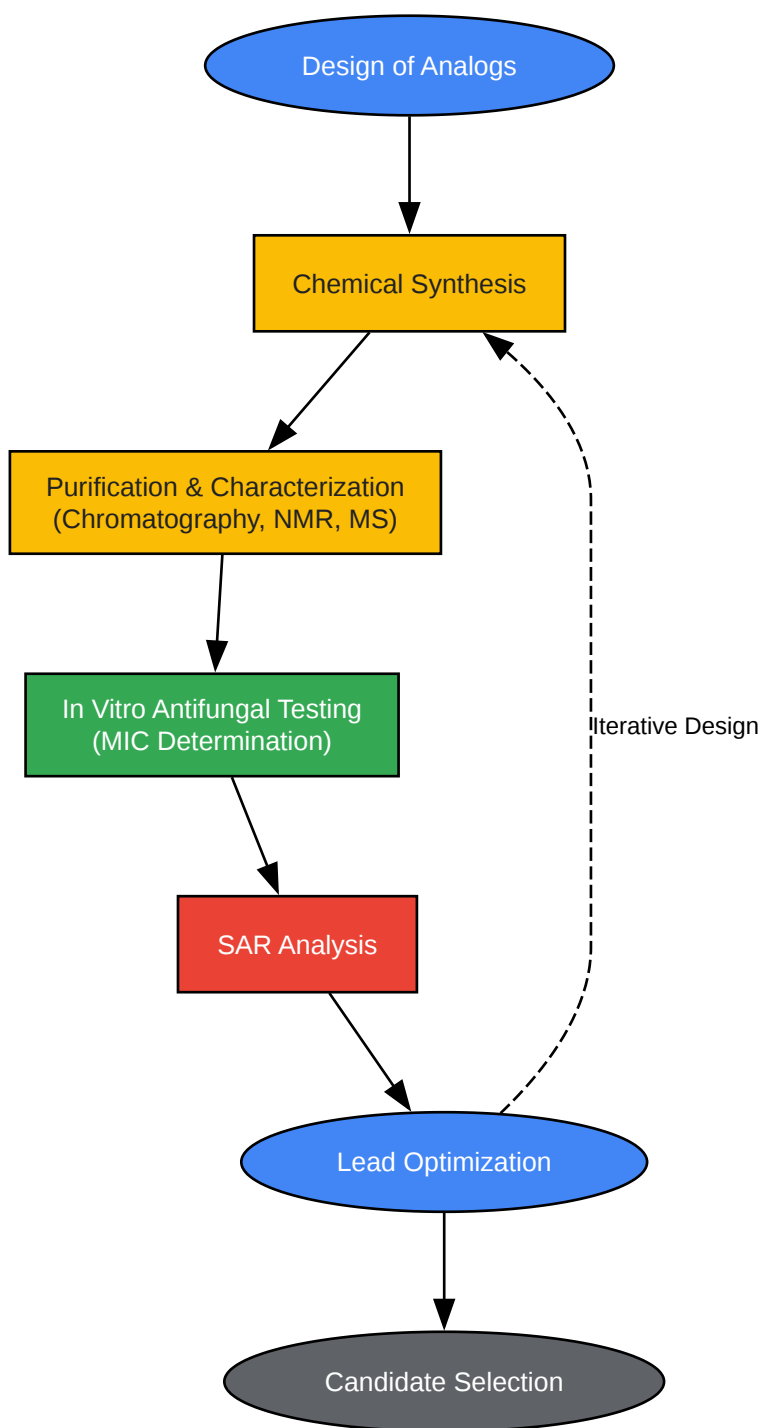 Design of Analogs
Chemical Synthesis
Purification & Characterization
(Chromatography, NMR, MS)
In Vitro Antifungal Testing
(MIC Determination)
Iterative Design
SAR Analysis
Lead Optimization
Candidate Selection